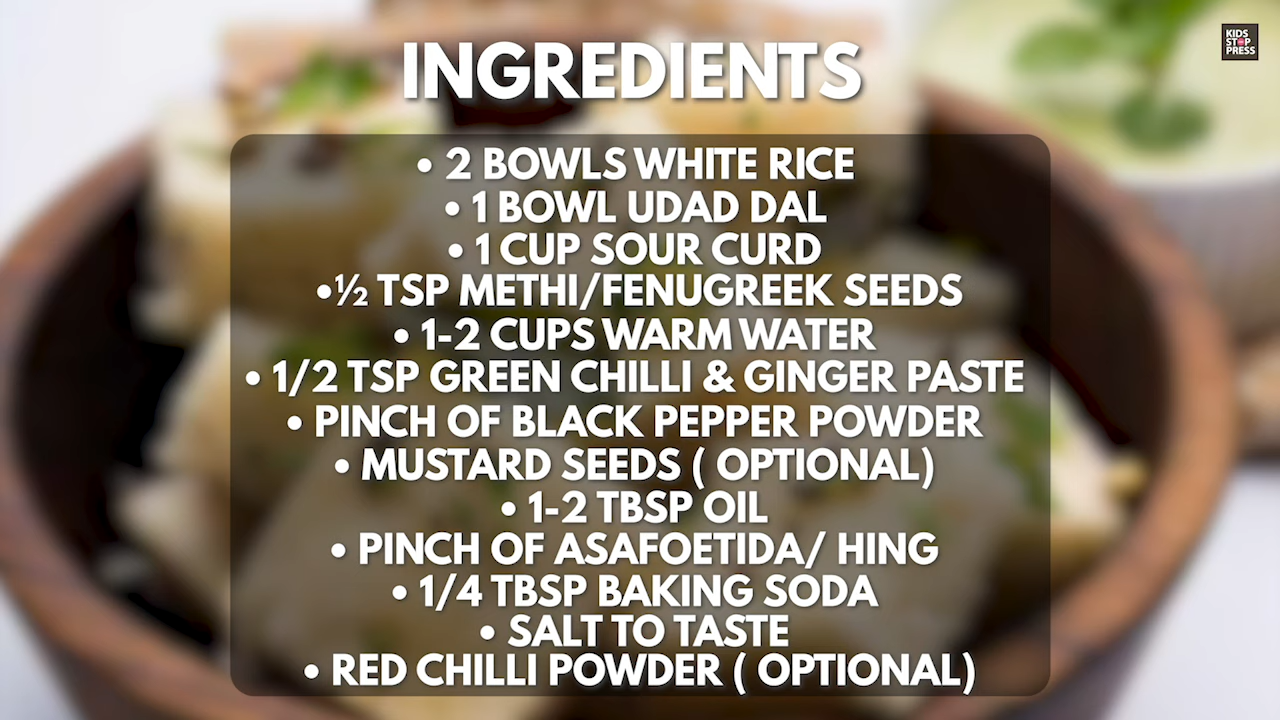 KIDS
STOP
PRESS
INGREDIENTS
• 2 BOWLS WHITE RICE
• 1 BOWL UDAD DAL
• 1 CUP SOUR CURD
•½ TSP METHI/FENUGREEK SEEDS
• 1-2 CUPS WARM WATER
• 1/2 TSP GREEN CHILLI & GINGER PASTE
• PINCH OF BLACK PEPPER POWDER
• MUSTARD SEEDS ( OPTIONAL)
• 1-2 TBSP OIL
• PINCH OF ASAFOETIDA/ HING
• 1/4 TBSP BAKING SODA
• SALT TO TASTE
• RED CHILLI POWDER ( OPTIONAL)